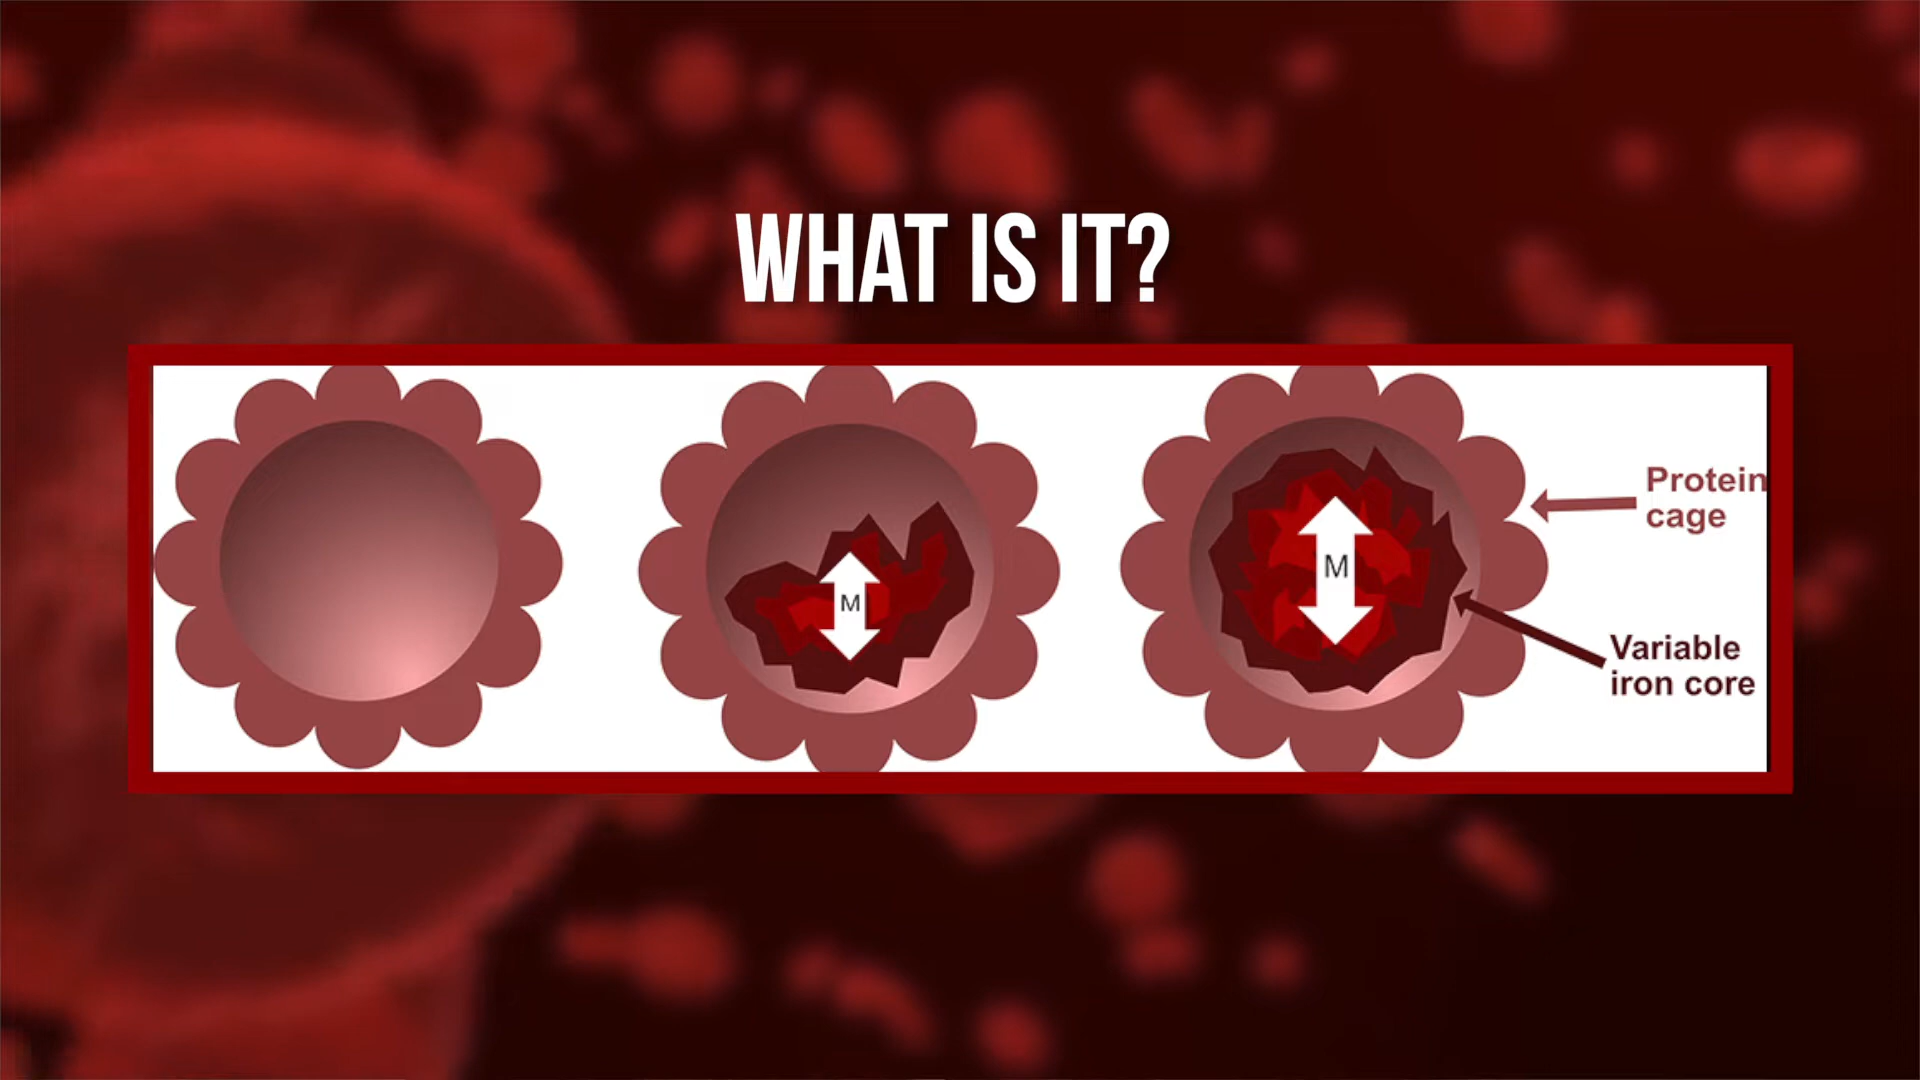 WHAT IS IT?
Protein
cage
M
M
Variable
iron core